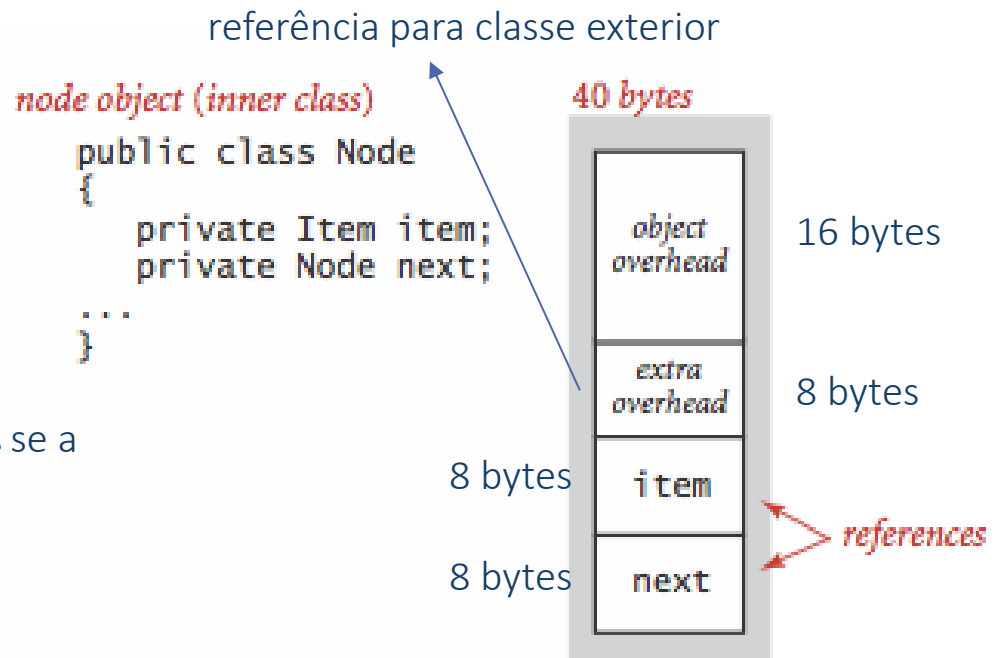 referência para classe exterior
node object (inner class)
public class Node
{
private Item item;
private Node next;
...
}
se a
40 bytes
object
overhead
16 bytes
extra
overhead
8 bytes
8 bytes
item
references
8 bytes
next